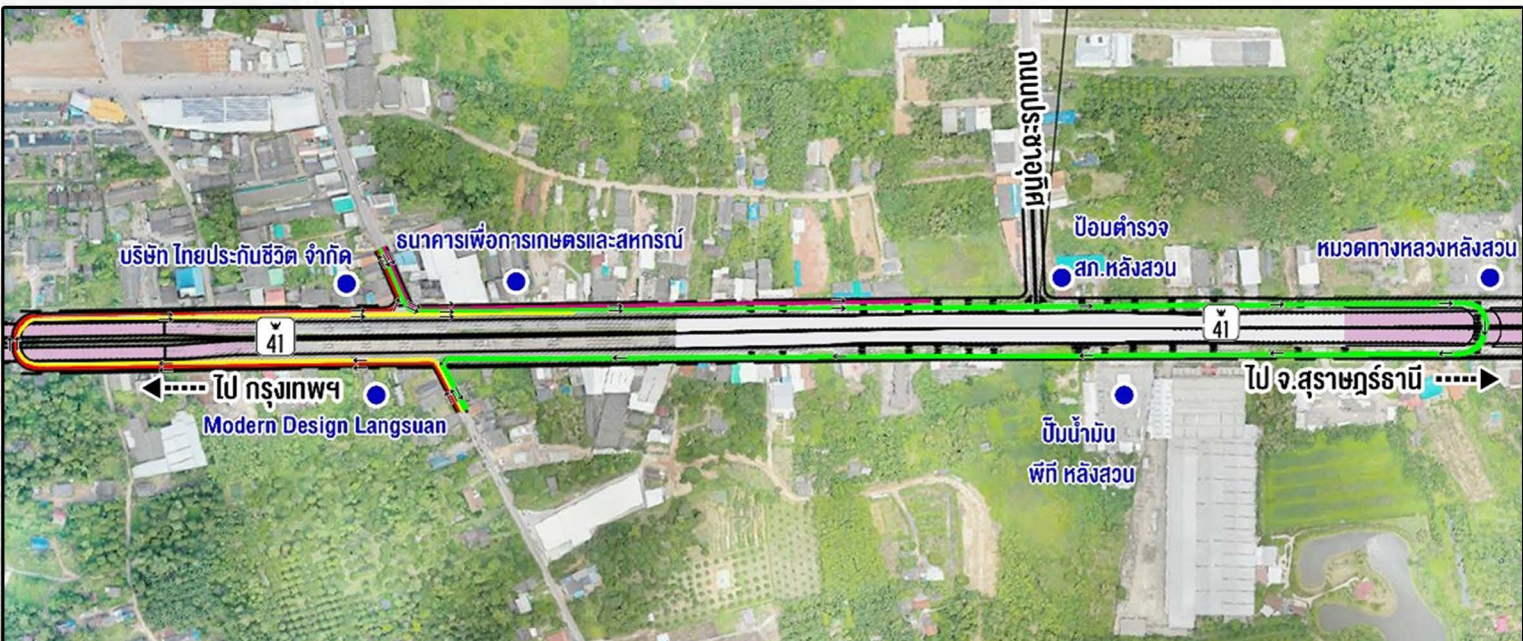 ถนนประชาอุทิศ
ป้อมตำรวจ
สภ.หลังสวน
หมวดทางหลวงหลังสวน
ธนาคารเพื่อการเกษตรและสหกรณ์
บริษัท ไทยประกันชีวิต จำกัด
41
41
ไป กรุงเทพฯ
ไป จ.สุราษฎร์ธานี
Modern Design Langsuan
ปั๊มน้ำมัน
พีที หลังสวน